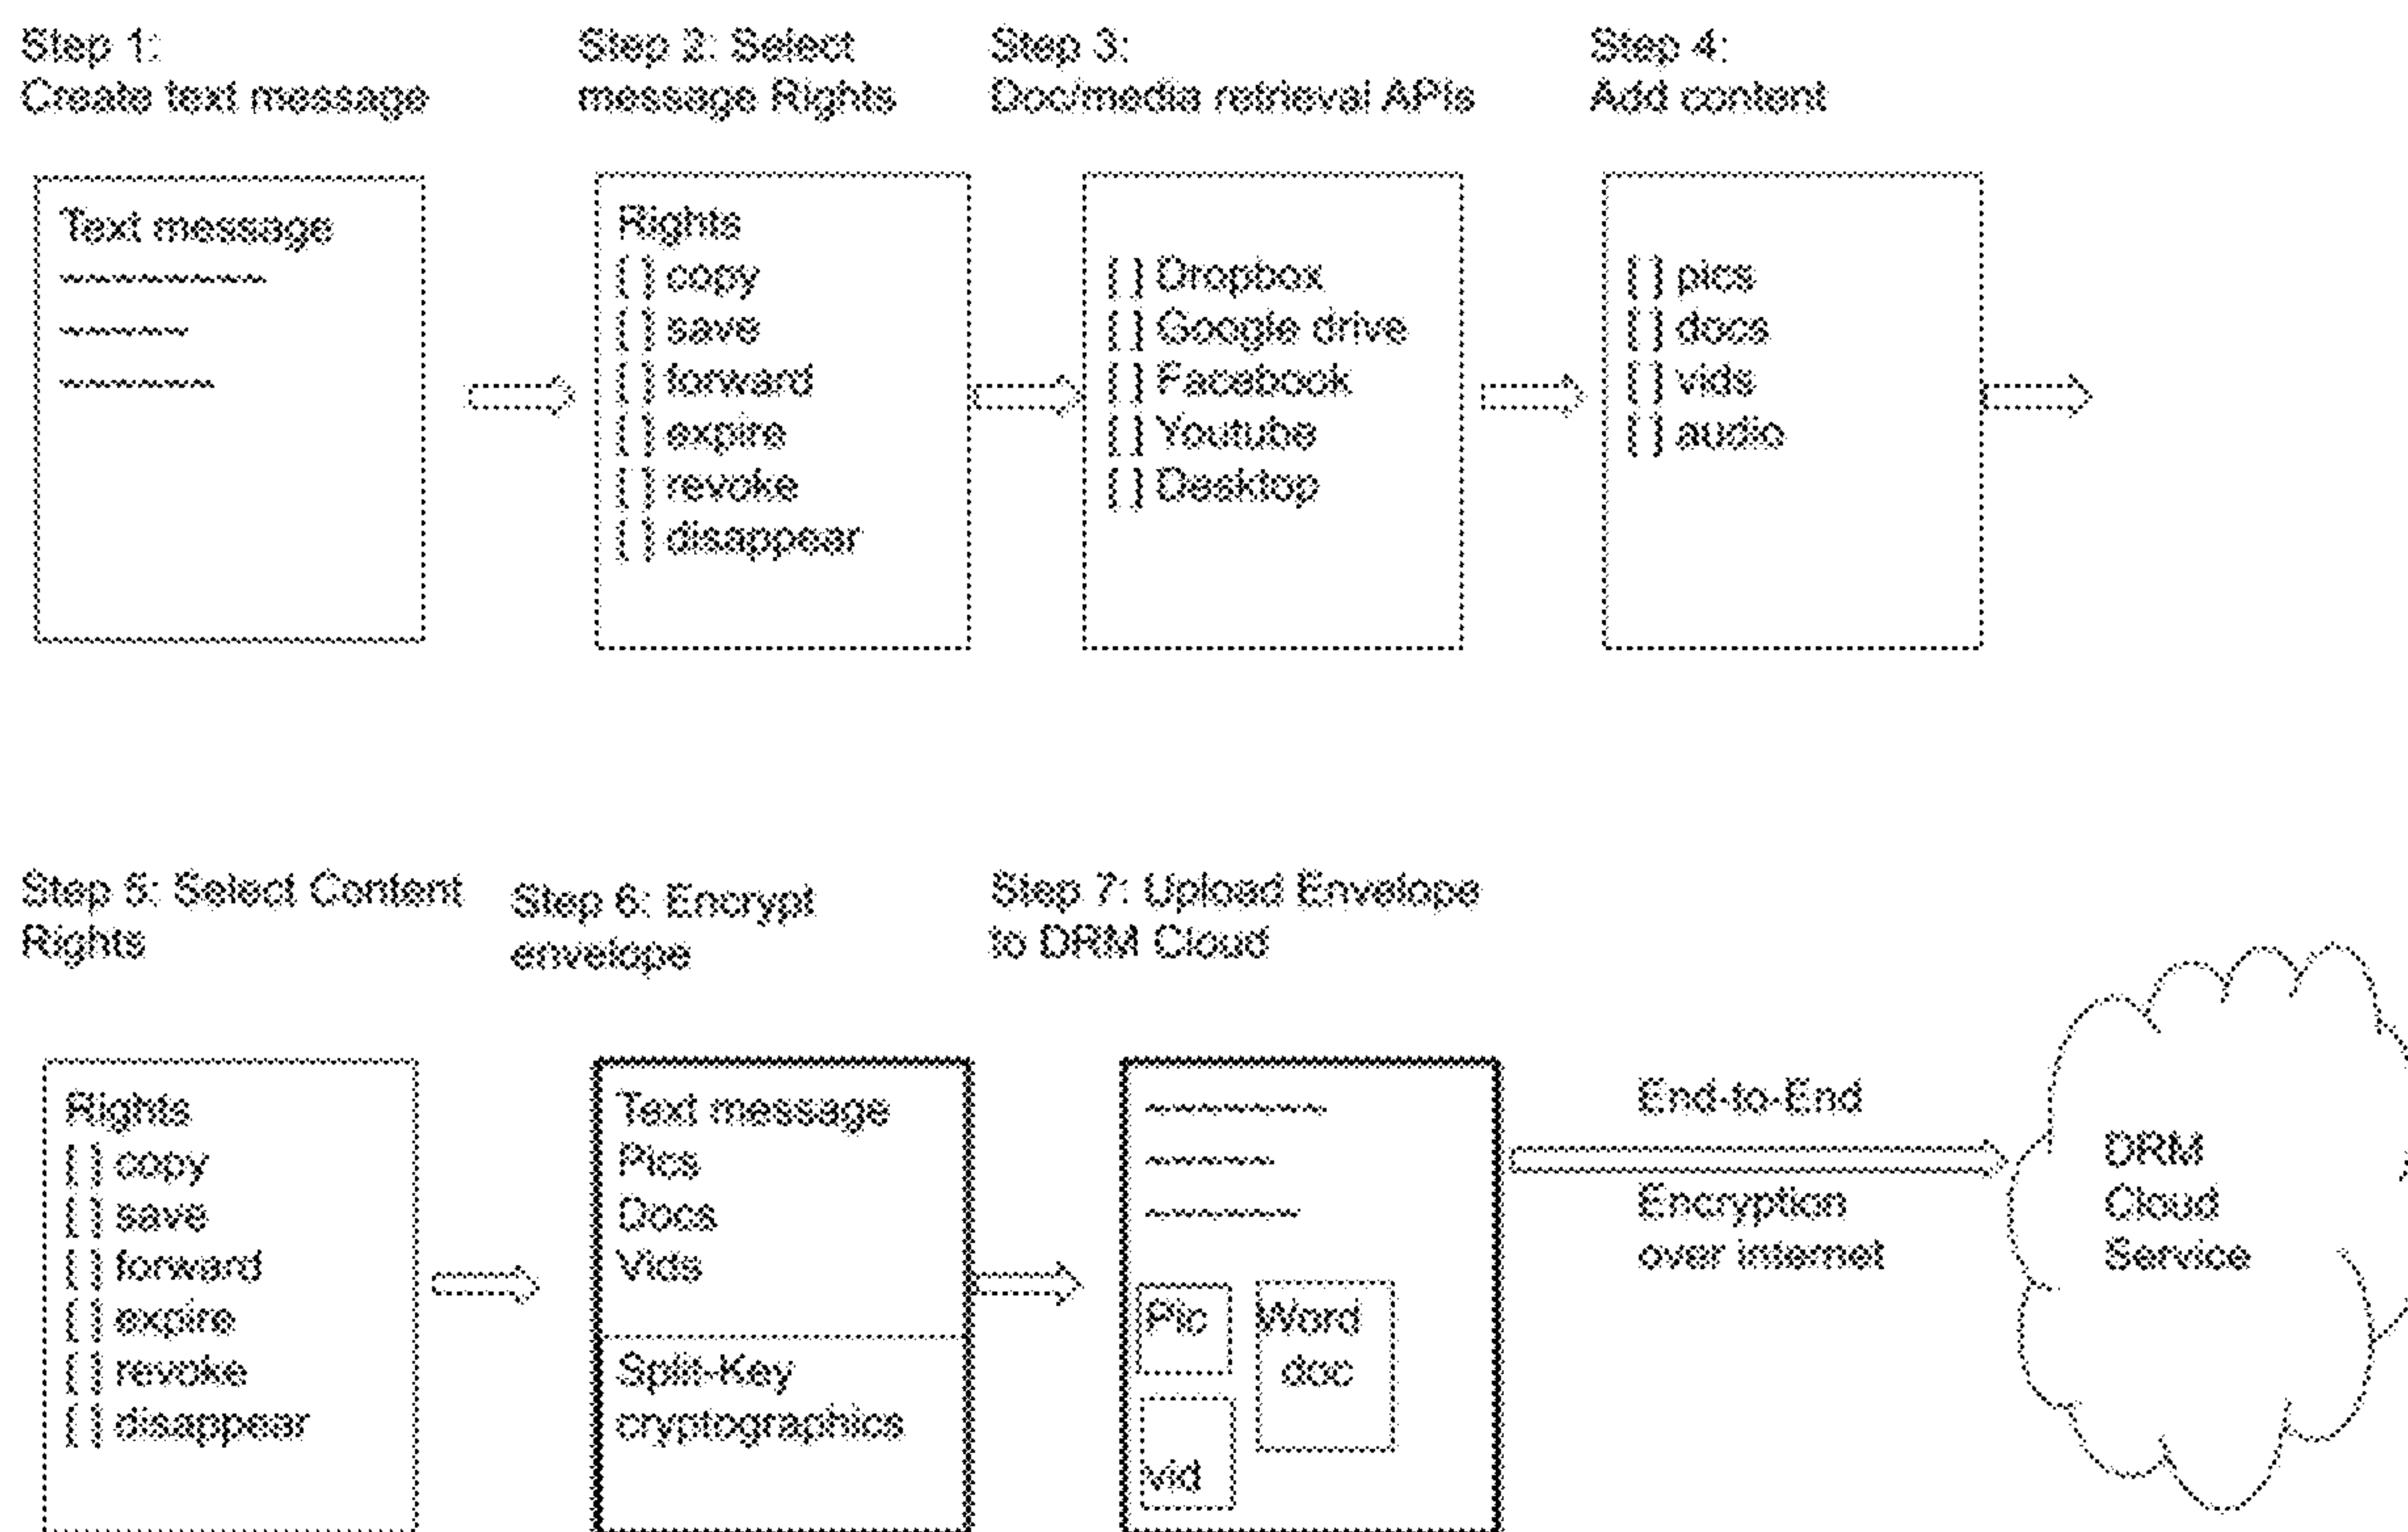 Step 1:
Create text message
Step 2: Select
message Rights
Step 3:
Doc/media retrieval APIs
Step 4:
Add content
Text message
Rights
[ ] copy
[ ] save
[ ] forward
[ ] expire
[ ] revoke
[ ] disappear
[ ] Dropbox
[ ] Google drive
[ ] Facebook
[ ] Youtube
[ ] Desktop
[ ] pics
[ ] docs
[ ] vids
[ ] audio
Step 5: Select Content
Rights
Step 6: Encrypt
envelope
Step 7: Upload Envelope
to DRM Cloud
Rights
[ ] copy
[ ] save
[ ] forward
[ ] expire
[ ] revoke
[ ] disappear
Text message
Pics
Docs
Vids
Split-Key
cryptographics
Pic
Word
doc
vid
End-to-End
Encryption
over internet
DRM
Cloud
Service